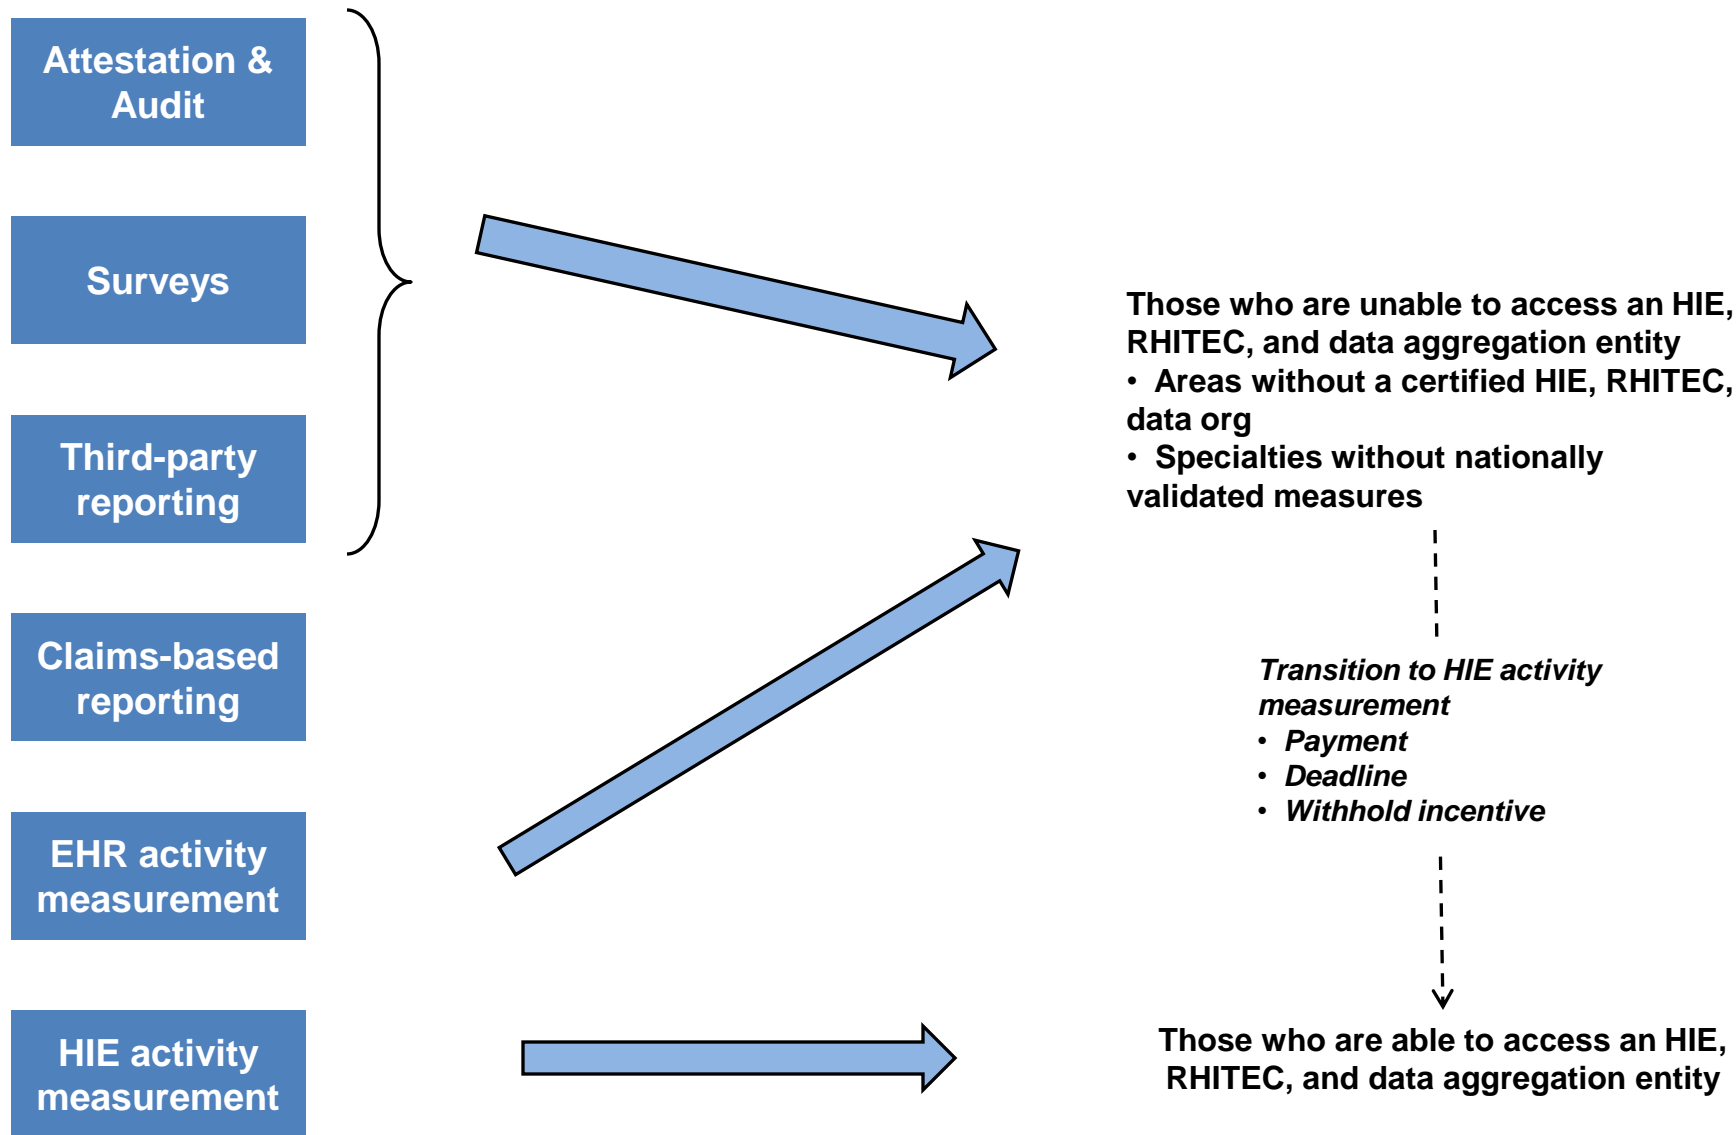 Attestation &
Audit
Surveys
Third-party
reporting
Claims-based
reporting
EHR activity
measurement
HIE activity
measurement
Those who are unable to access an HIE,
RHITEC, and data aggregation entity
• Areas without a certified HIE, RHITEC,
data org
• Specialties without nationally
validated measures
Transition to HIE activity
measurement
• Payment
• Deadline
• Withhold incentive
Those who are able to access an HIE,
RHITEC, and data aggregation entity